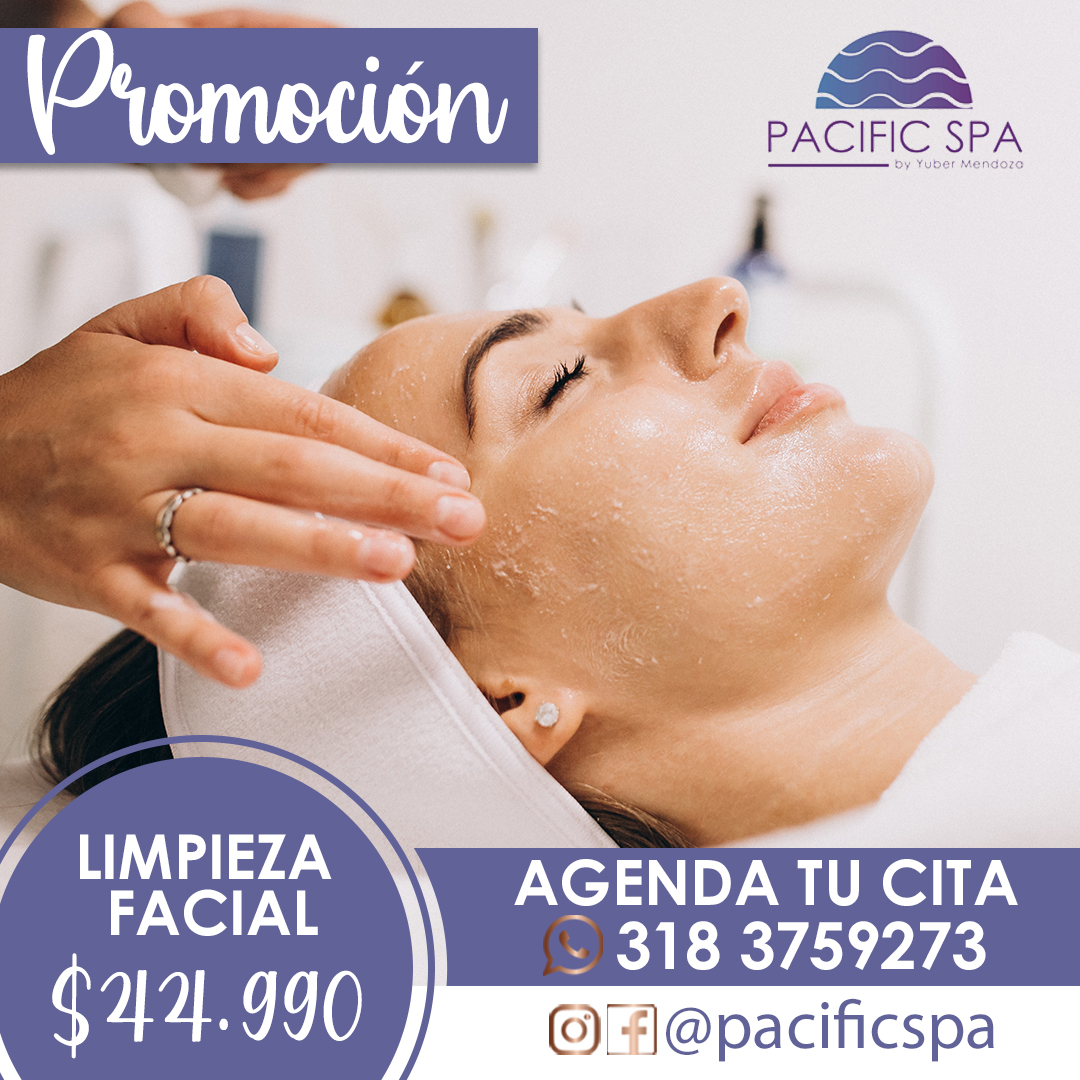 Promoción
PACIFIC SPA
by Yuber Mendoza
LIMPIEZA
FACIAL
$44.990
AGENDA TU CITA
318 3759273
@pacificspa